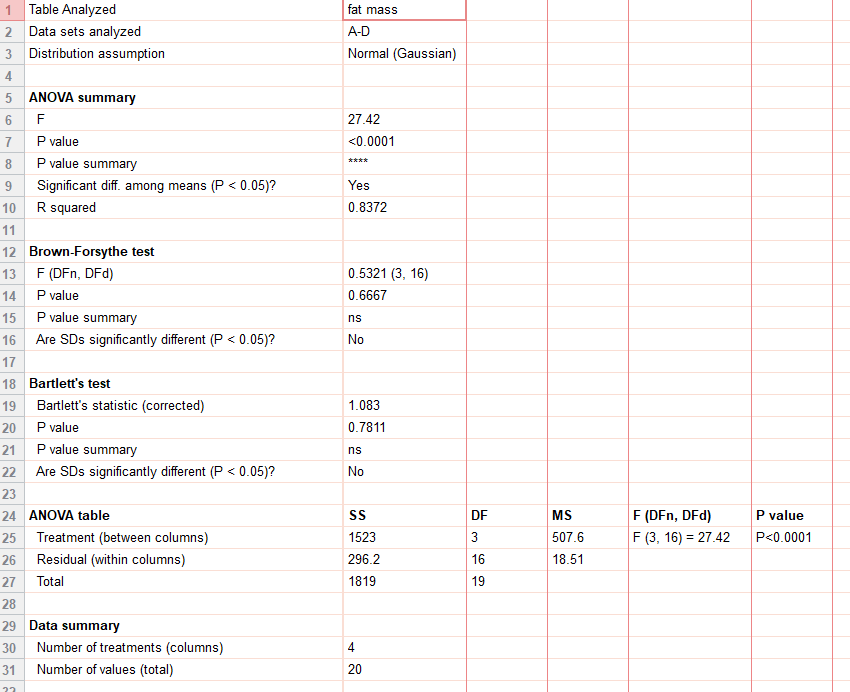 1 Table Analyzed fat mass
2 Data sets analyzed A-D
3 Distribution assumption Normal (Gaussian)
4
5 ANOVA summary
6 F 27.42
7 P value <0.0001
8 P value summary ****
9 Significant diff. among means (P < 0.05)? Yes
10 R squared 0.8372
11
12 Brown-Forsythe test
13 F (DFn, DFd) 0.5321 (3, 16)
14 P value 0.6667
15 P value summary ns
16 Are SDs significantly different (P < 0.05)? No
17
18 Bartlett's test
19 Bartlett's statistic (corrected) 1.083
20 P value 0.7811
21 P value summary ns
22 Are SDs significantly different (P < 0.05)? No
23
24 ANOVA table SS DF MS F (DFn, DFd) P value
25 Treatment (between columns) 1523 3 507.6 F (3, 16) = 27.42 P<0.0001
26 Residual (within columns) 296.2 16 18.51
27 Total 1819 19
28
29 Data summary
30 Number of treatments (columns) 4
31 Number of values (total) 20